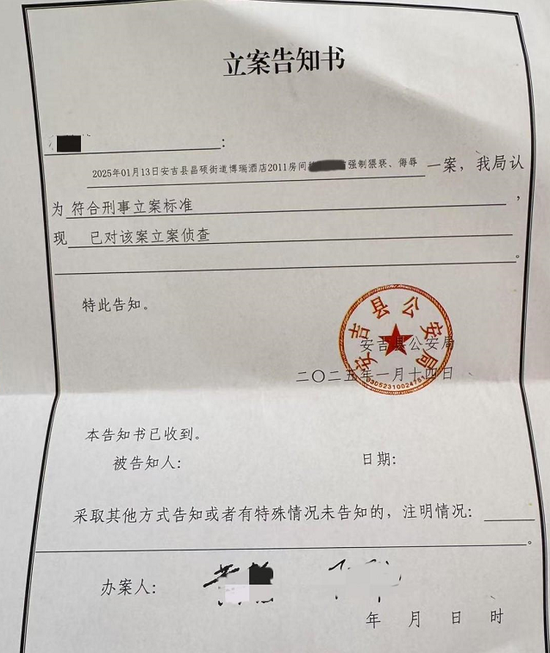 立案告知书
：
2025年01月13日安吉县昌硕街道博瑞酒店2011房间 强制猥亵、侮辱 一案，我局认
为 符合刑事立案标准 ，
现 已对该案立案侦查
。
特此告知。
安吉县公安局
安吉县公安局
3305231002476
二〇二五年一月十四日
本告知书已收到。
被告知人： 日期：
采取其他方式告知或者有特殊情况未告知的，注明情况：
。
办案人：
年 月 日 时